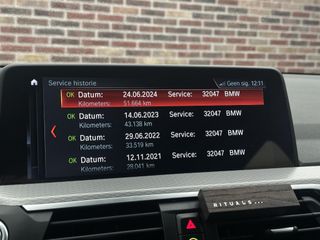 Service historie
Geen sig. 12:11
OK Datum: 24.06.2024 Service: 32047 BMW
Kilometers: 51.664 km
OK Datum: 14.06.2023 Service: 32047 BMW
Kilometers: 43.138 km
OK Datum: 29.06.2022 Service: 32047 BMW
Kilometers: 33.519 km
OK Datum: 12.11.2021 Service: 32047 BMW
Kilometers: 28.041 km
RITUALS...